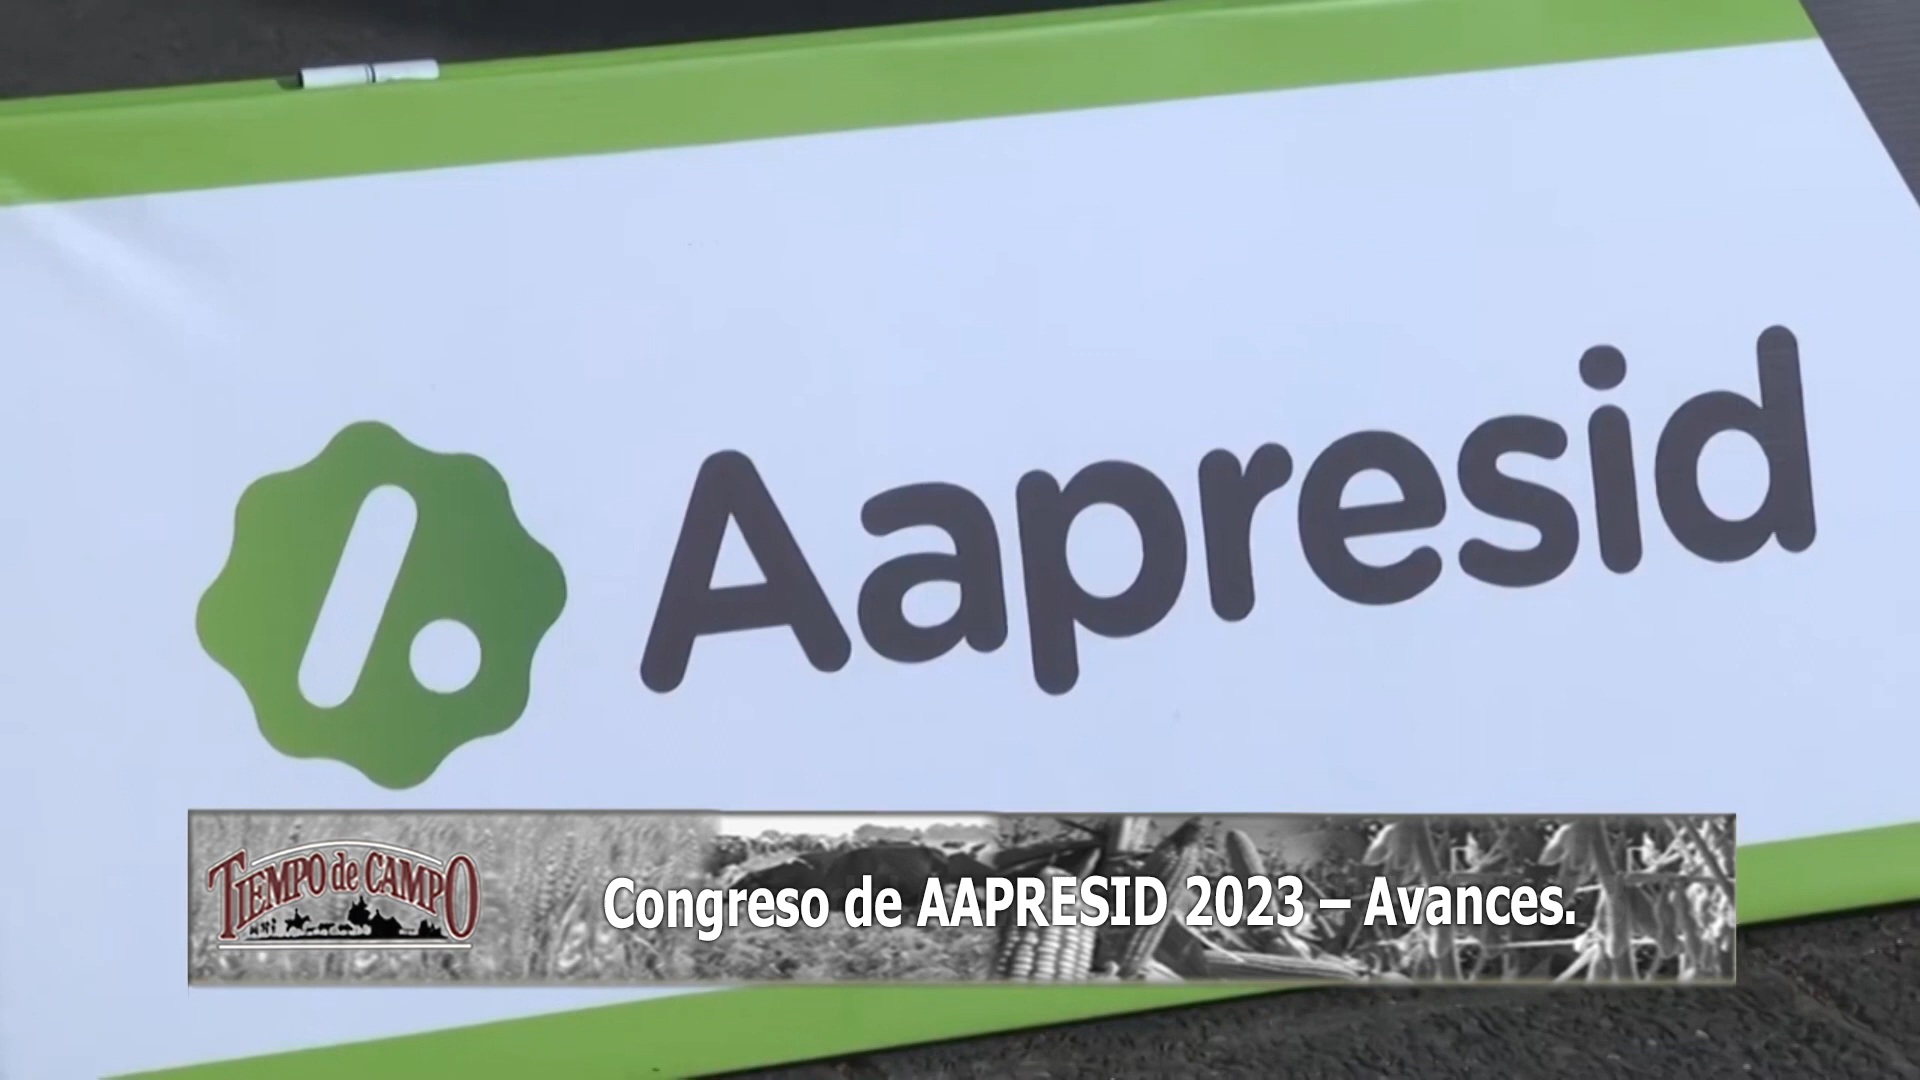 Aapresid
TIEMPO de CAMPO
Congreso de AAPRESID 2023 – Avances.